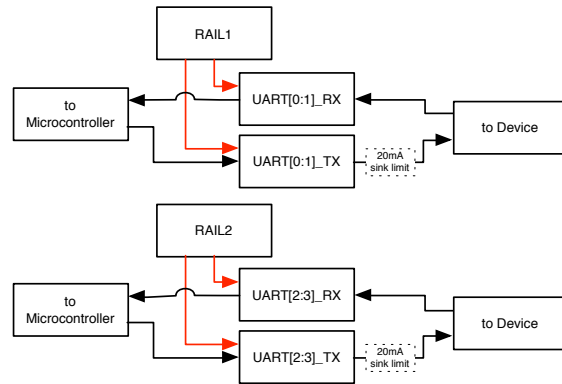 RAIL1
to
Microcontroller
UART[0:1]_RX
UART[0:1]_TX
20mA
sink limit
to Device
RAIL2
to
Microcontroller
UART[2:3]_RX
UART[2:3]_TX
20mA
sink limit
to Device